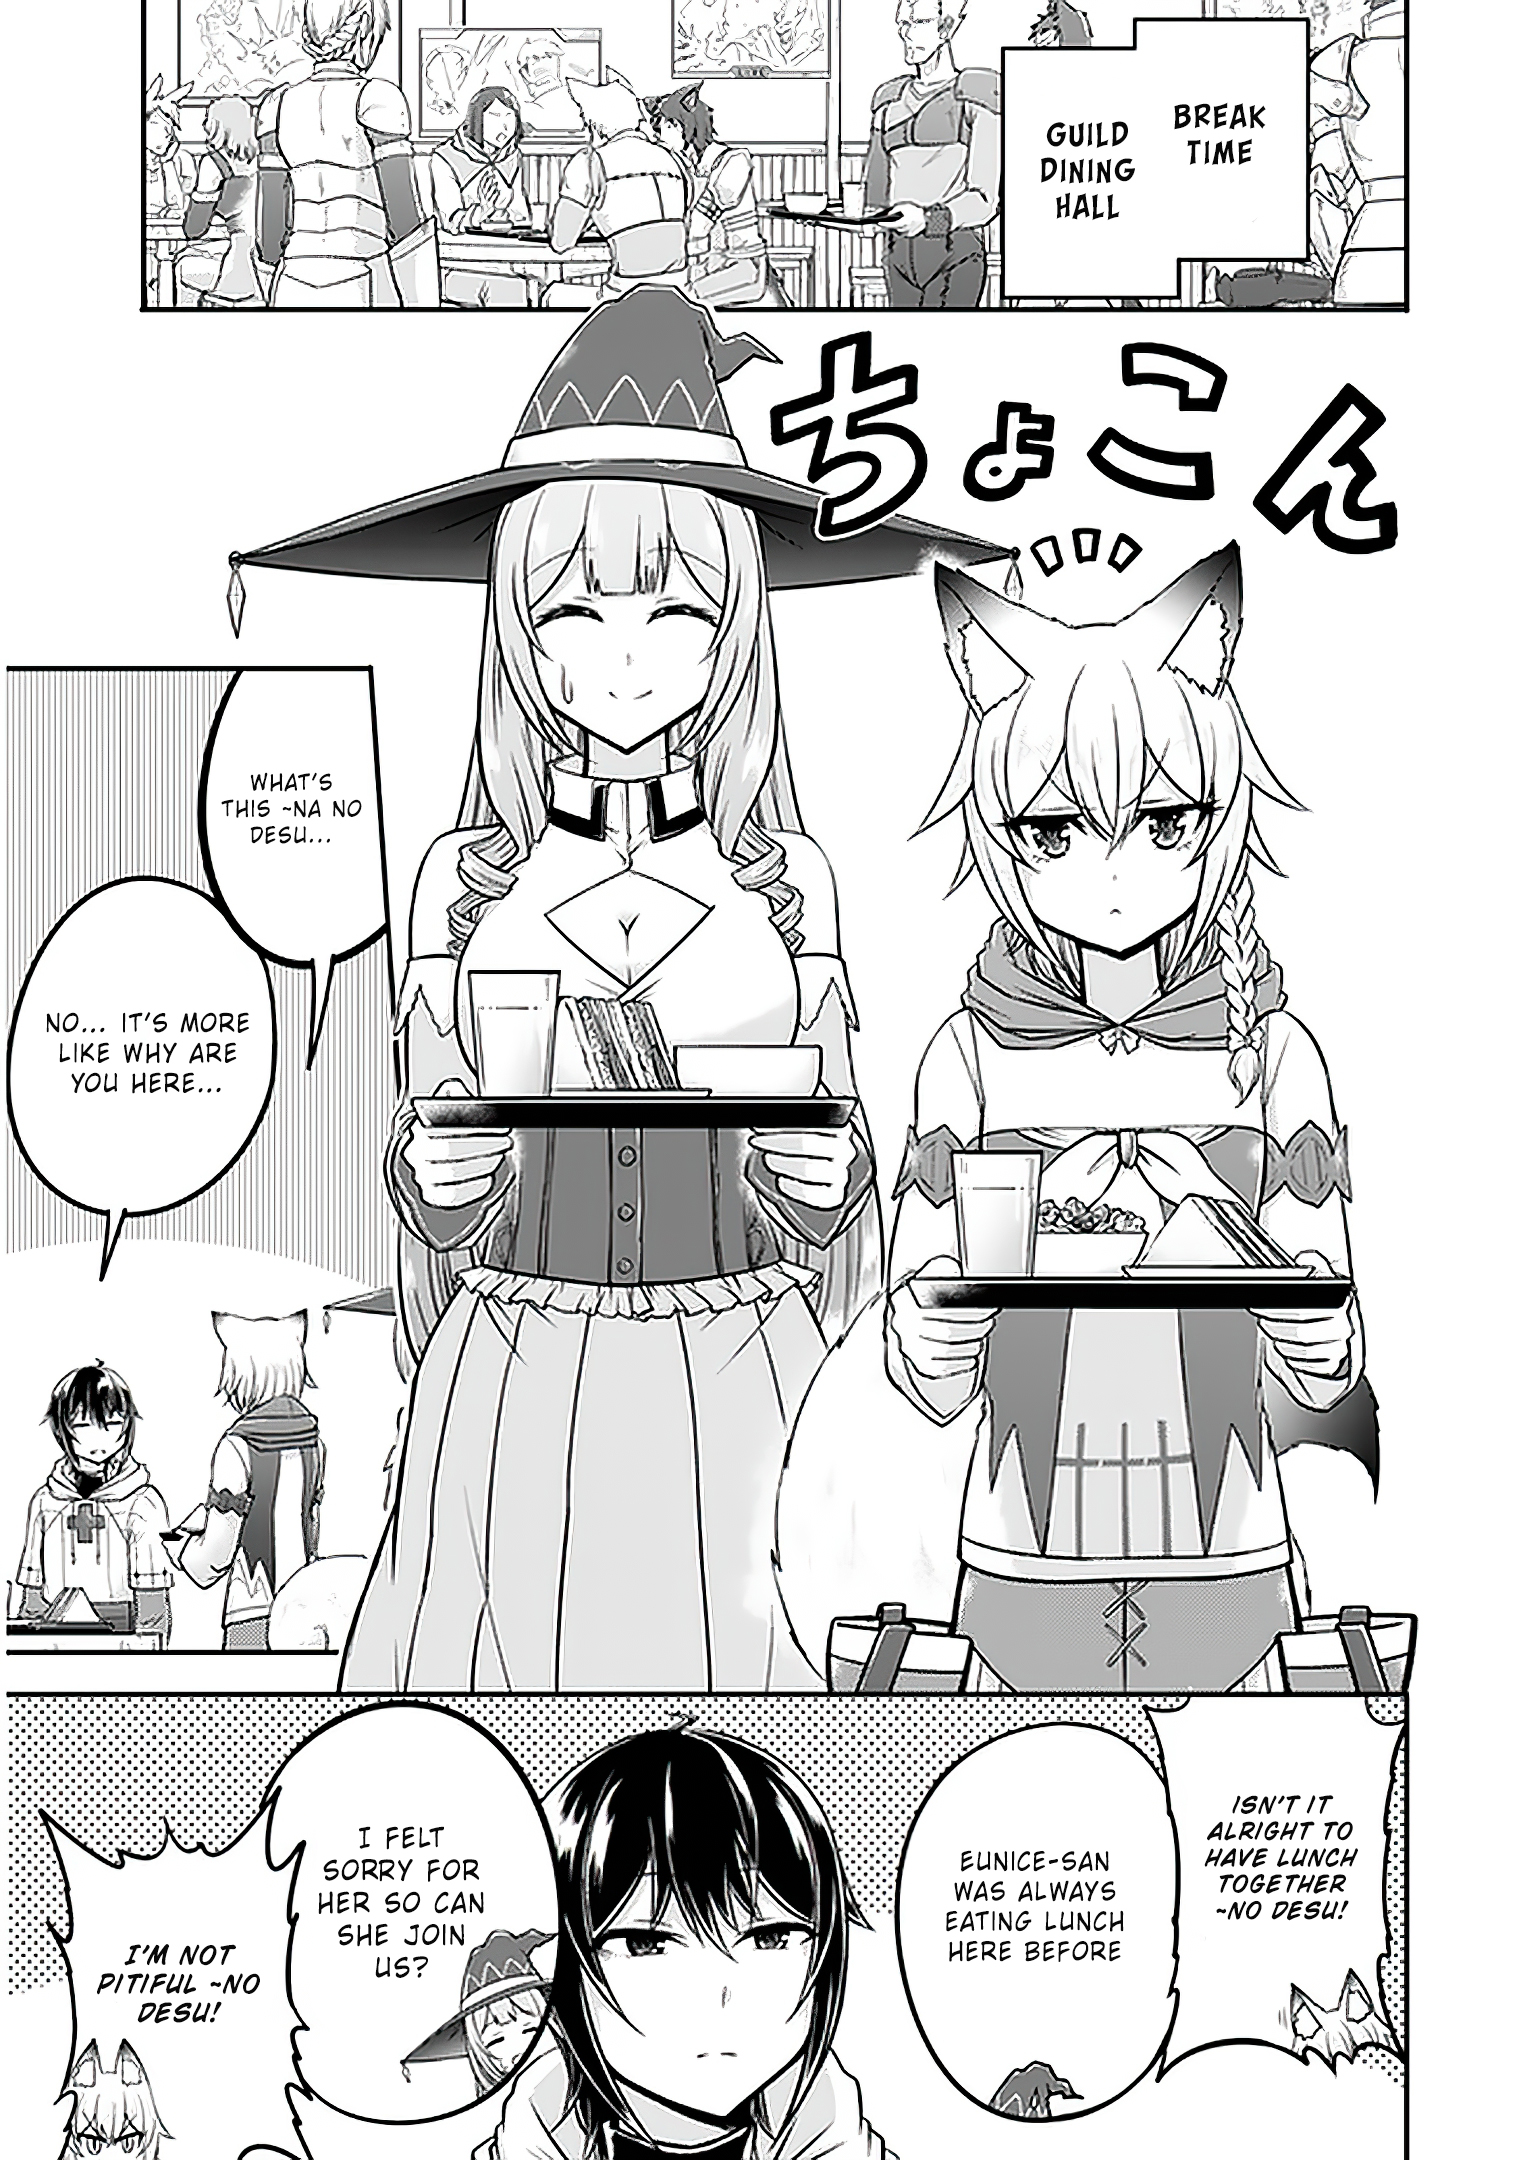 BREAK
TIME
GUILD
DINING
HALL
ちょこん
WHAT'S
THIS ~NA NO
DESU...
NO... IT'S MORE
LIKE WHY ARE
YOU HERE...
ISN'T IT
ALRIGHT TO
HAVE LUNCH
TOGETHER
~NO DESU!
EUNICE-SAN
WAS ALWAYS
EATING LUNCH
HERE BEFORE
I FELT
SORRY FOR
HER SO CAN
SHE JOIN
US?
I'M NOT
PITIFUL ~NO
DESU!